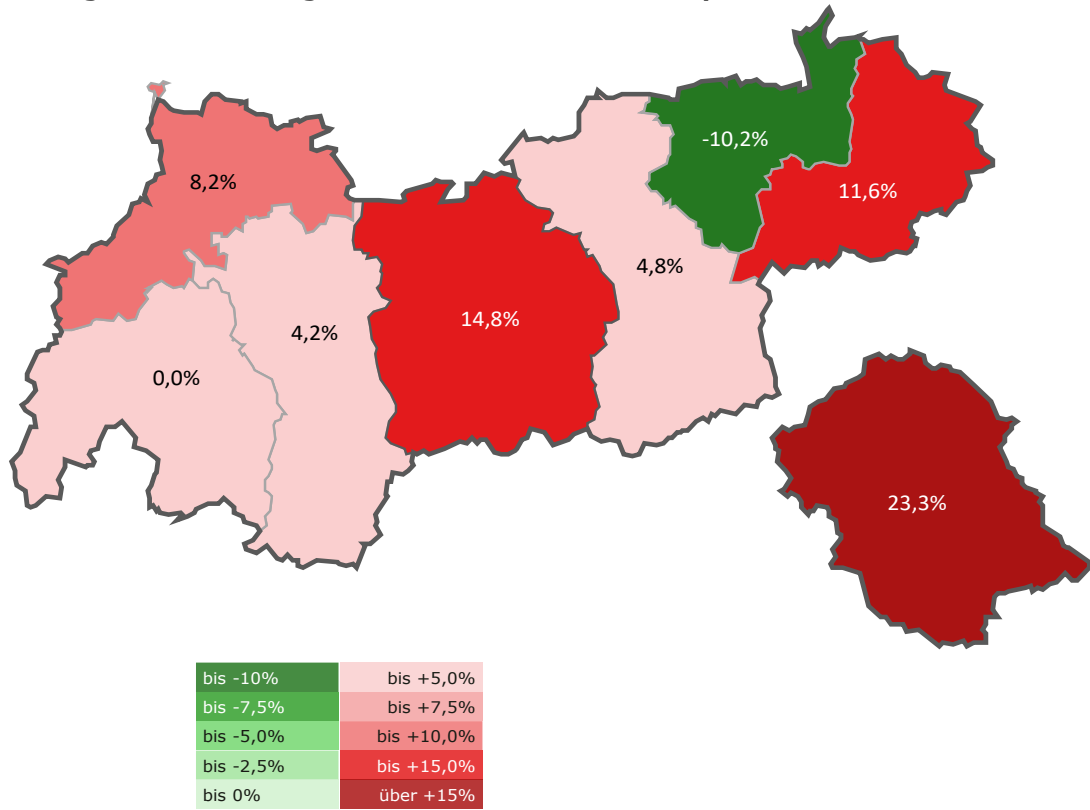 -10,2%
8,2%
11,6%
4,8%
14,8%
4,2%
0,0%
23,3%
bis -10% bis +5,0%
bis -7,5% bis +7,5%
bis -5,0% bis +10,0%
bis -2,5% bis +15,0%
bis 0% über +15%